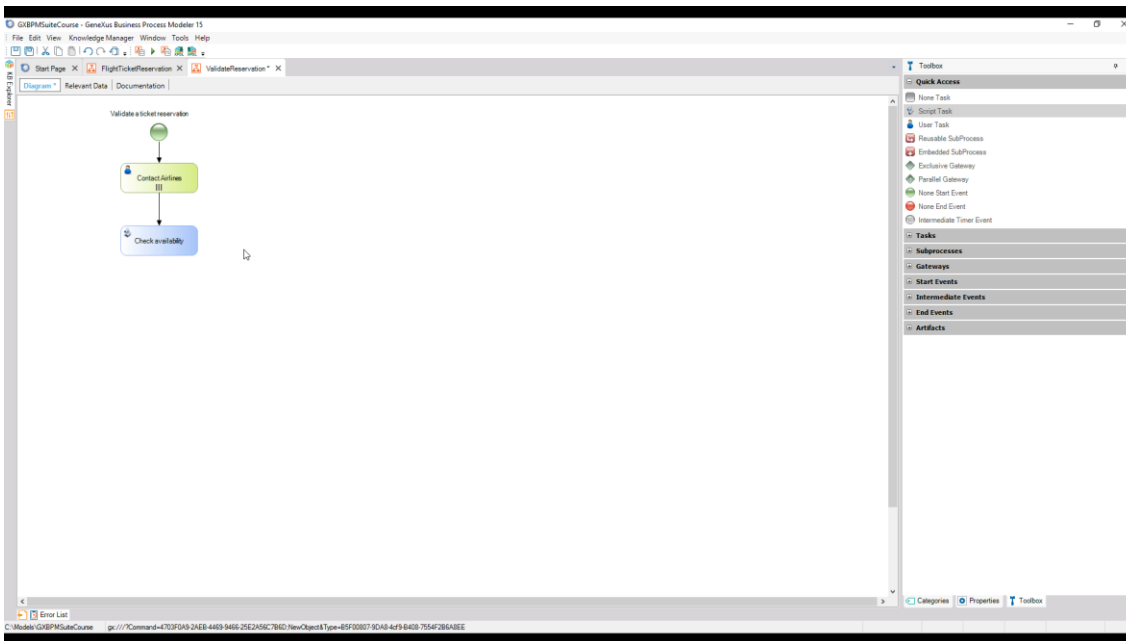 GXBPMSuiteCourse - GeneXus Business Process Modeler 15
File Edit View Knowledge Manager Window Tools Help
Start Page X FlightTicketReservation X ValidateReservation * X
Diagram * Relevant Data Documentation
KB Explorer
Validate a ticket reservation
Contact Airlines
Check availability
Toolbox
Quick Access
None Task
Script Task
User Task
Reusable SubProcess
Embedded SubProcess
Exclusive Gateway
Parallel Gateway
None Start Event
None End Event
Intermediate Timer Event
Tasks
Subprocesses
Gateways
Start Events
Intermediate Events
End Events
Artifacts
Categories Properties Toolbox
Error List
C:\Models\GXBPMSuiteCourse